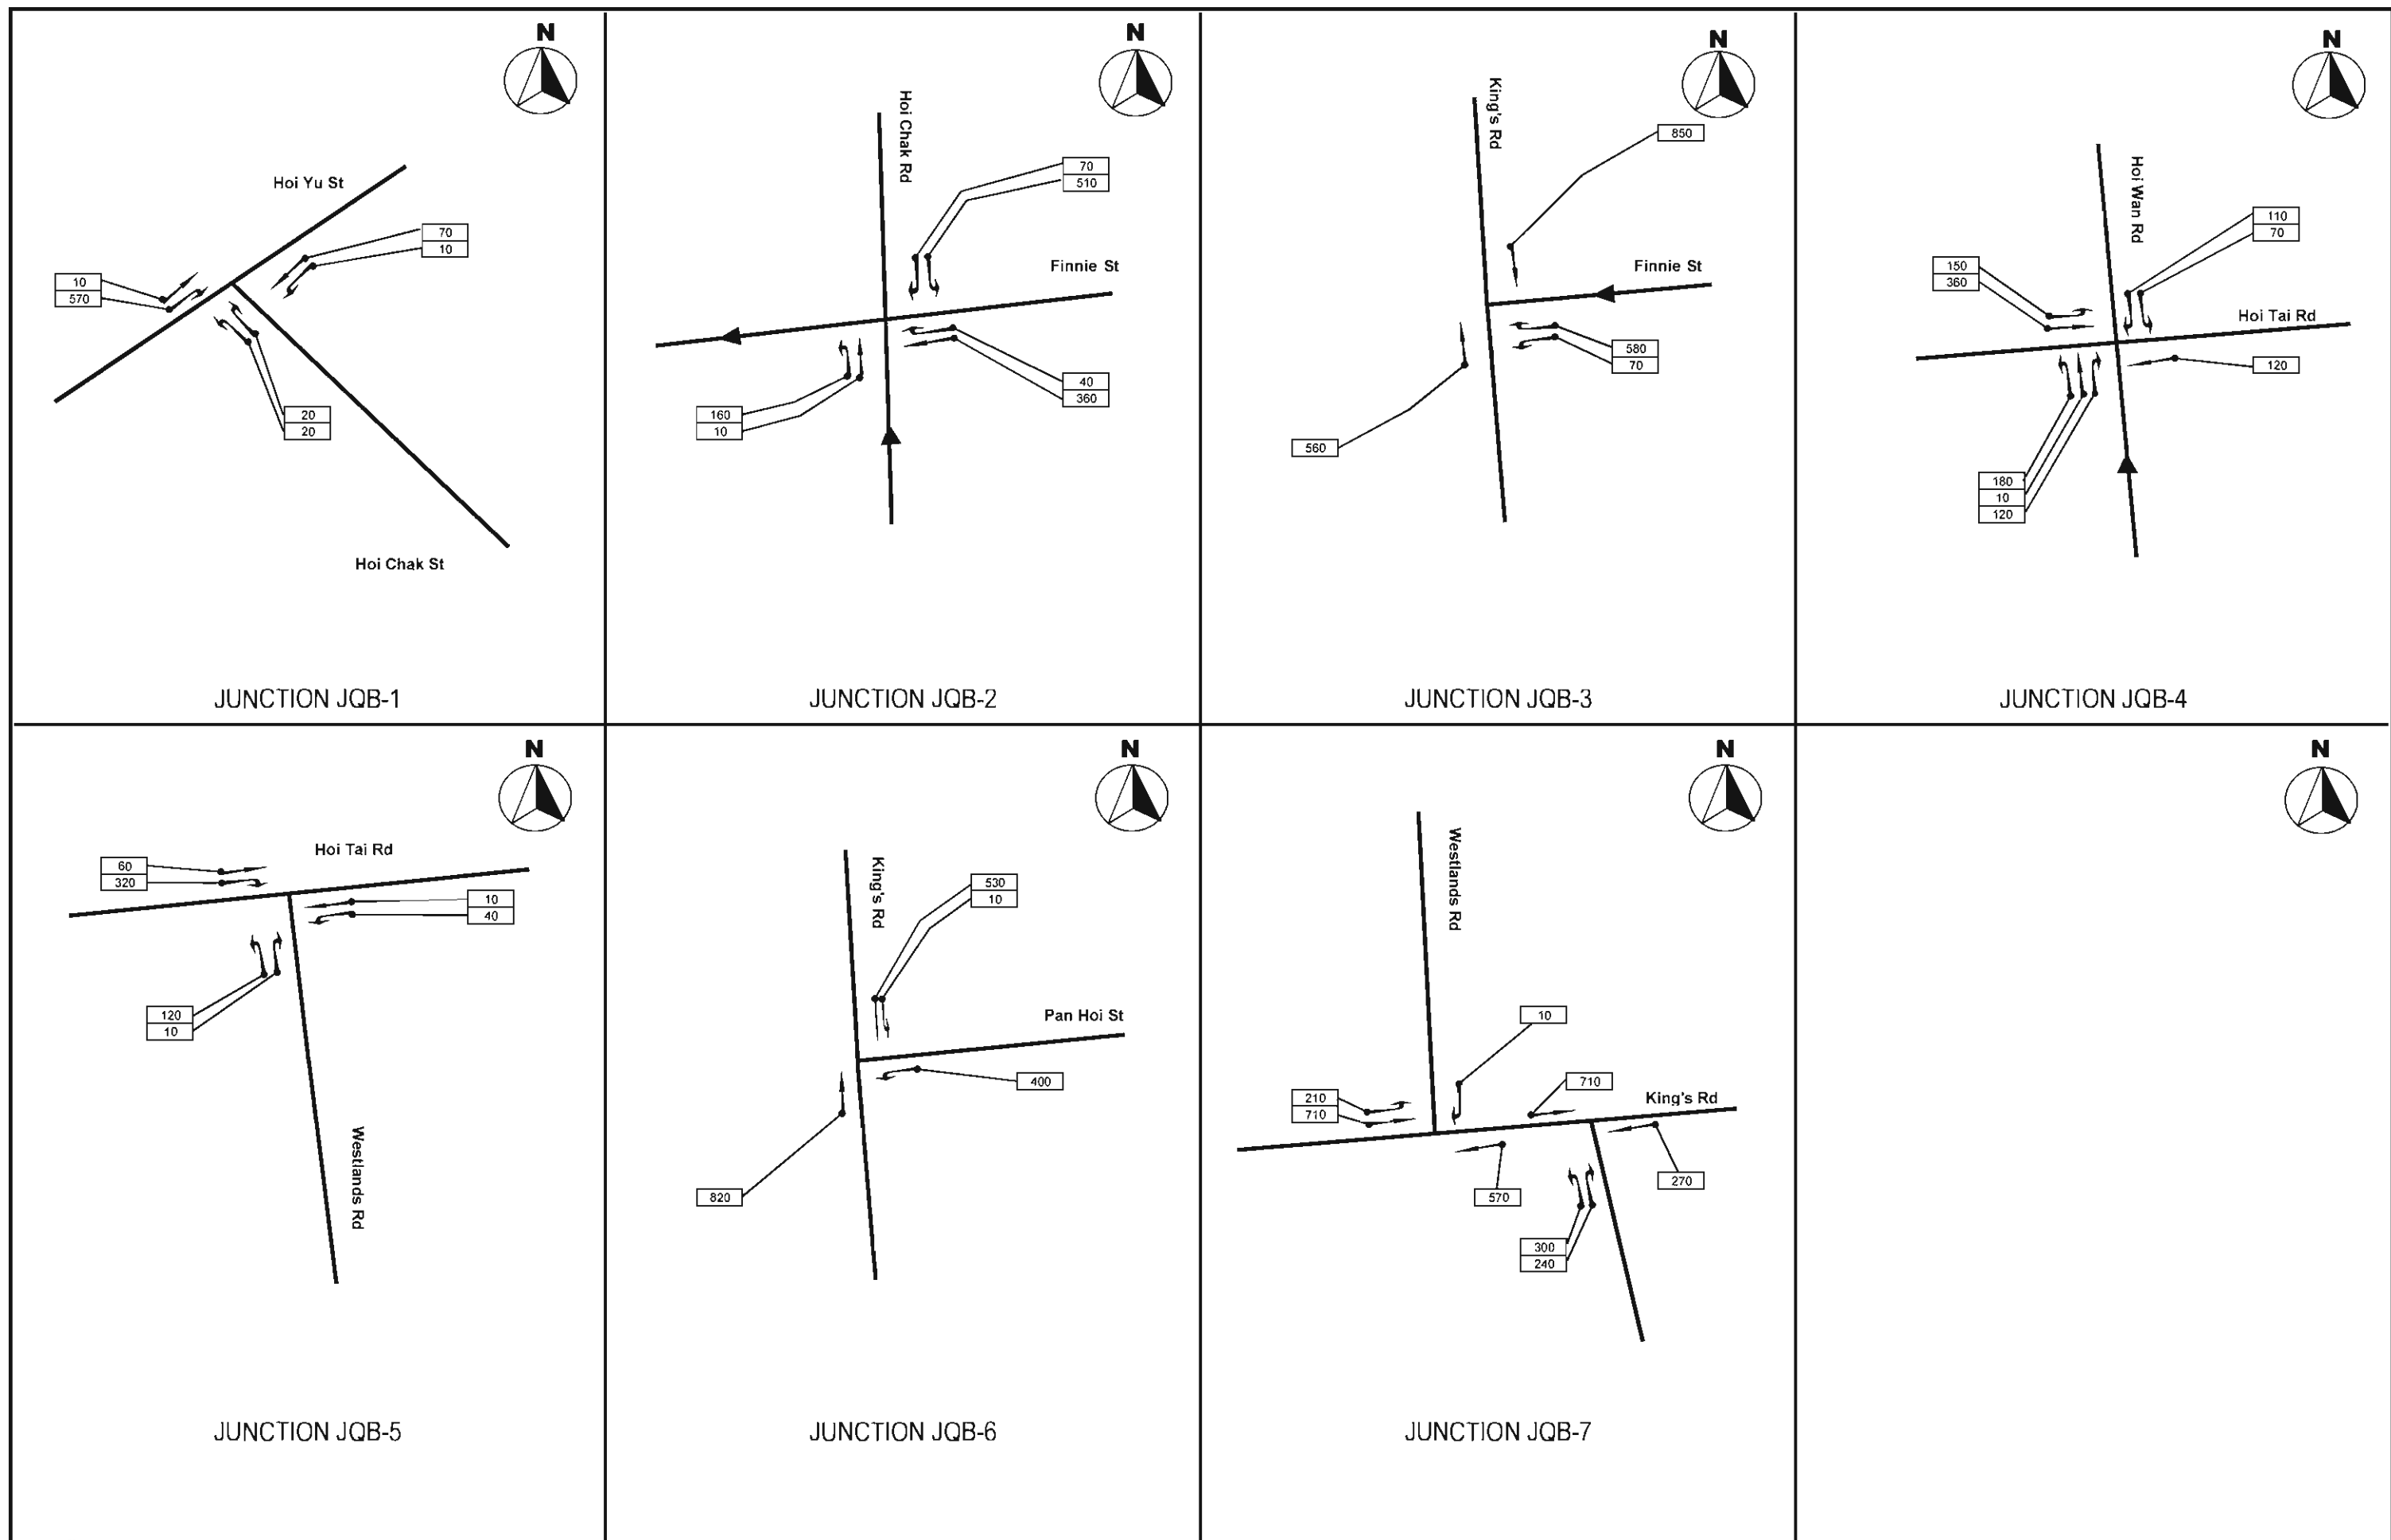 N
Hoi Yu St
70
10
10
570
20
20
Hoi Chak St
JUNCTION JQB-1
N
Hoi Chak Rd
70
510
Finnie St
40
360
160
10
JUNCTION JQB-2
N
King's Rd
850
Finnie St
580
70
560
JUNCTION JQB-3
N
Hoi Wan Rd
110
70
150
360
Hoi Tai Rd
120
180
10
120
JUNCTION JQB-4
N
Hoi Tai Rd
60
320
10
40
120
10
Westlands Rd
JUNCTION JQB-5
N
King's Rd
530
10
Pan Hoi St
400
820
JUNCTION JQB-6
N
Westlands Rd
10
710
210
710
King's Rd
570
270
300
240
JUNCTION JQB-7
N